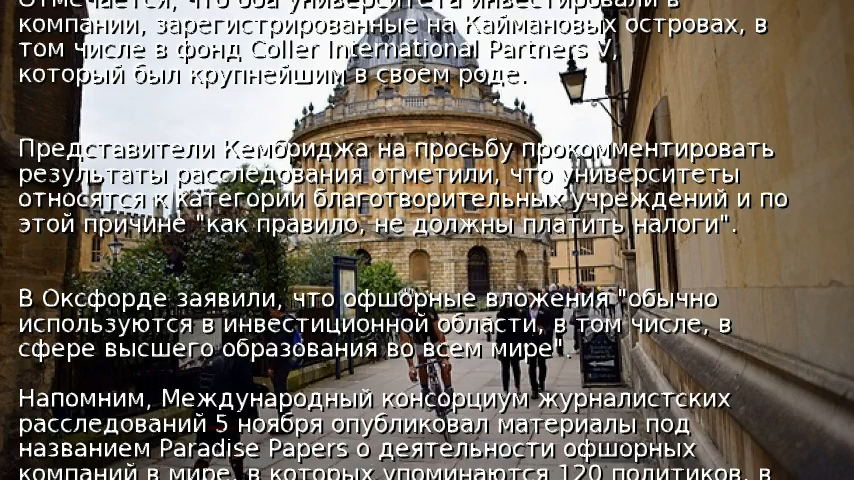 Отмечается, что оба университета инвестировали в
компании, зарегистрированные на Каймановых островах, в
том числе в фонд Coller International Partners V,
который был крупнейшим в своем роде.
Представители Кембриджа на просьбу прокомментировать
результаты расследования отметили, что университеты
относятся к категории благотворительных учреждений и по
этой причине "как правило, не должны платить налоги".
В Оксфорде заявили, что офшорные вложения "обычно
используются в инвестиционной области, в том числе, в
сфере высшего образования во всем мире".
Напомним, Международный консорциум журналистских
расследований 5 ноября опубликовал материалы под
названием Paradise Papers о деятельности офшорных
компаний в мире, в которых упоминаются 120 политиков, в